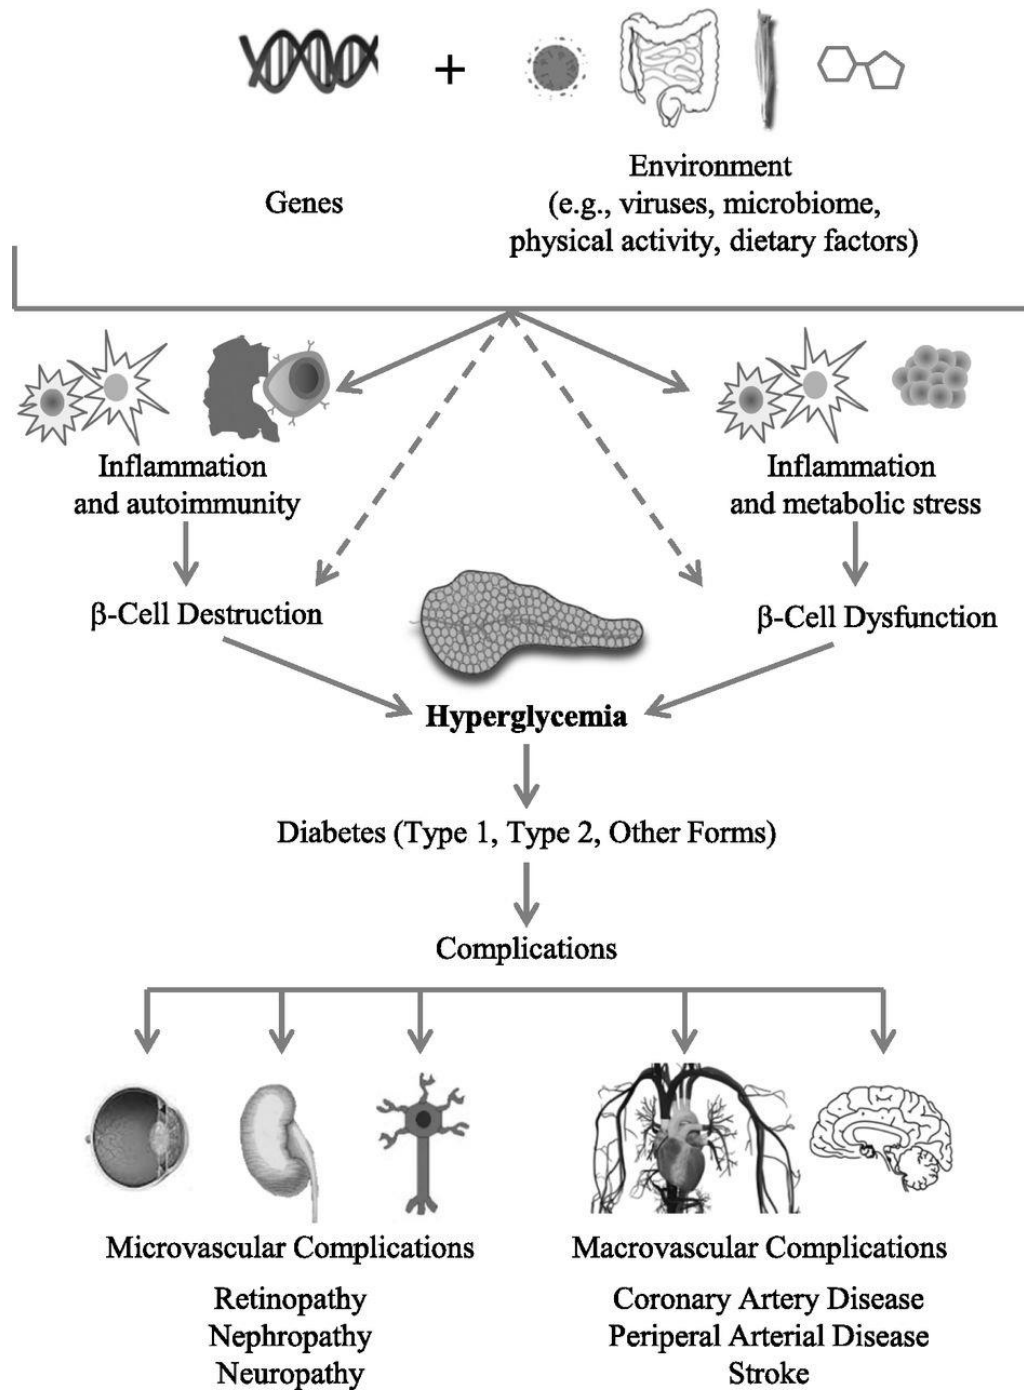 +
Genes
Environment
(e.g., viruses, microbiome,
physical activity, dietary factors)
Inflammation
and autoimmunity
Inflammation
and metabolic stress
β-Cell Destruction
β-Cell Dysfunction
Hyperglycemia
Diabetes (Type 1, Type 2, Other Forms)
Complications
Microvascular Complications
Retinopathy
Nephropathy
Neuropathy
Macrovascular Complications
Coronary Artery Disease
Periperal Arterial Disease
Stroke